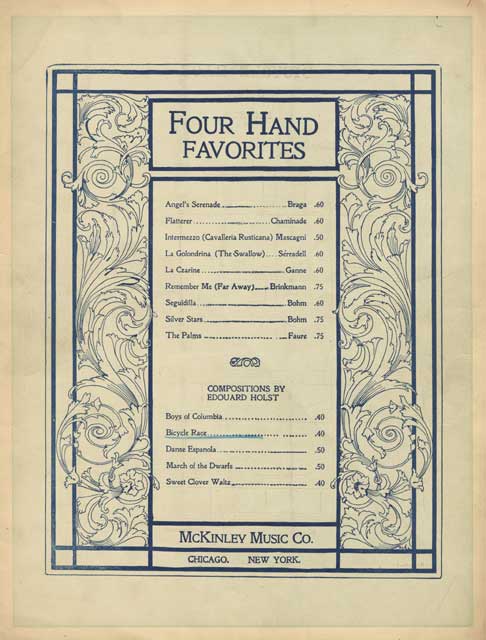 FOUR HAND
FAVORITES
Angel's Serenade Braga .60
Flatterer Chaminade .60
Intermezzo (Cavalleria Rusticana) Mascagni .50
La Golondrina (The Swallow) Serradell .60
La Czarine Ganne .60
Remember Me (Far Away) Brinkmann .75
Seguidilla Bohm .60
Silver Stars Bohm .75
The Palms Faure .75
COMPOSITIONS BY
EDOUARD HOLST
Boys of Columbia .40
Bicycle Race .40
Danse Espanola .50
March of the Dwarfs .50
Sweet Clover Waltz .40
MCKINLEY MUSIC CO.
CHICAGO. NEW YORK.